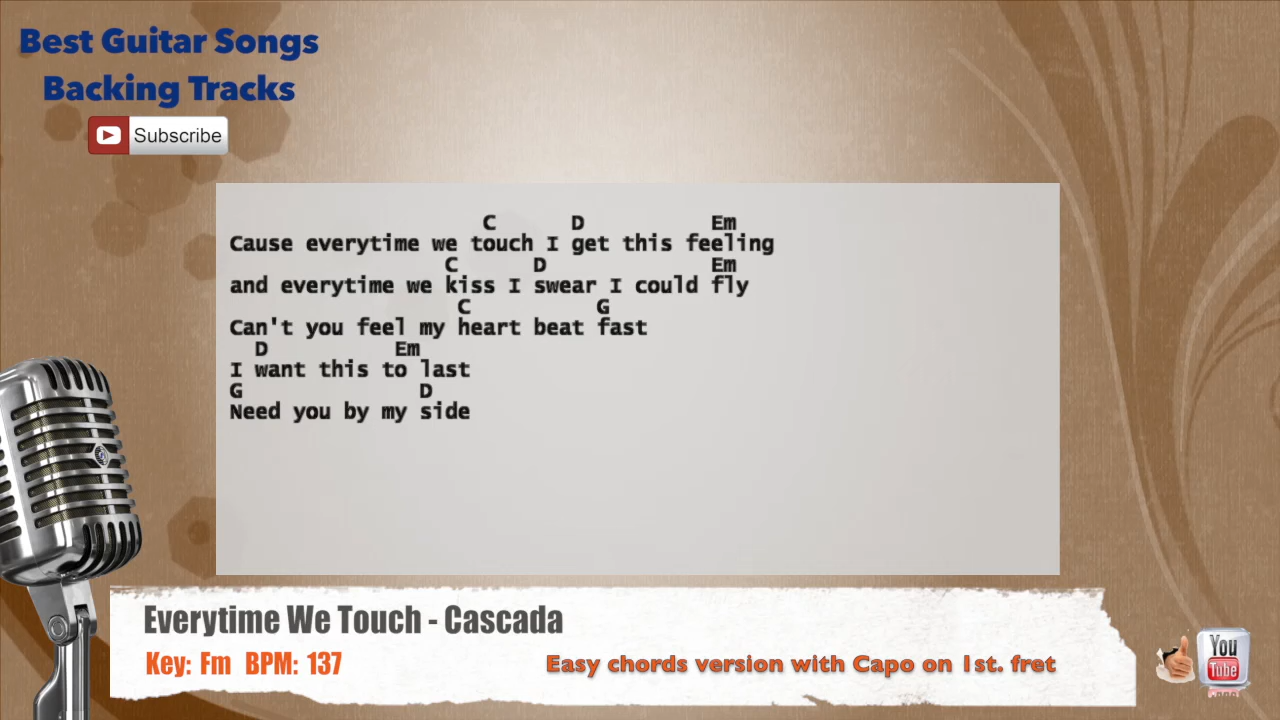 Best Guitar Songs
Backing Tracks
Subscribe
C D Em
Cause everytime we touch I get this feeling
C D Em
and everytime we kiss I swear I could fly
C G
Can't you feel my heart beat fast
D Em
I want this to last
G D
Need you by my side
Everytime We Touch - Cascada
Key: Fm BPM: 137
Easy chords version with Capo on 1st. fret
You
Tube